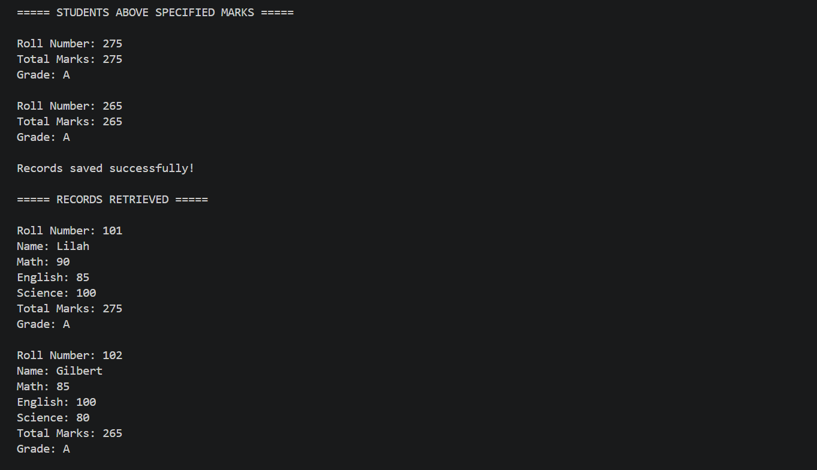 ===== STUDENTS ABOVE SPECIFIED MARKS =====
Roll Number: 275
Total Marks: 275
Grade: A
Roll Number: 265
Total Marks: 265
Grade: A
Records saved successfully!
===== RECORDS RETRIEVED =====
Roll Number: 101
Name: Lilah
Math: 90
English: 85
Science: 100
Total Marks: 275
Grade: A
Roll Number: 102
Name: Gilbert
Math: 85
English: 100
Science: 80
Total Marks: 265
Grade: A